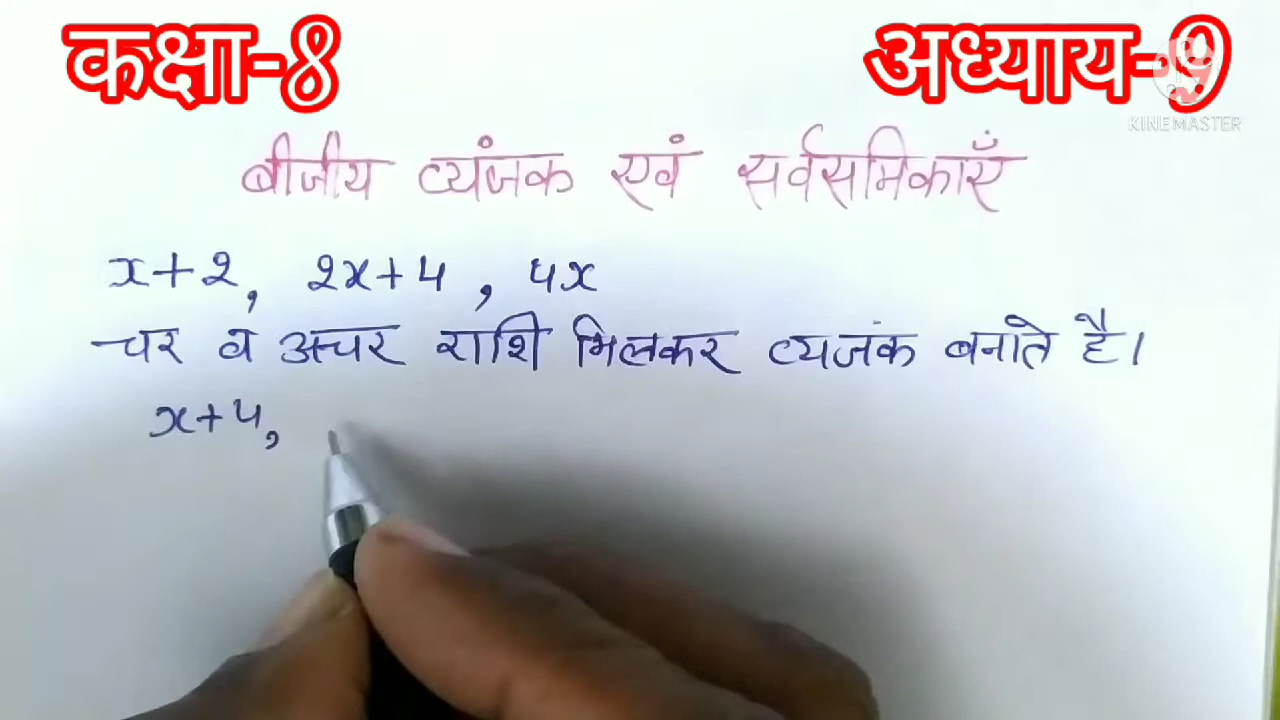 कक्षा-8 अध्याय-9
KINEMASTER
बीजीय व्यंजक एवं सर्वसमिकाएँ
x+2, 2x+4, 4x
चर व अचर राशि मिलकर व्यजंक बनाते है।
x+4,